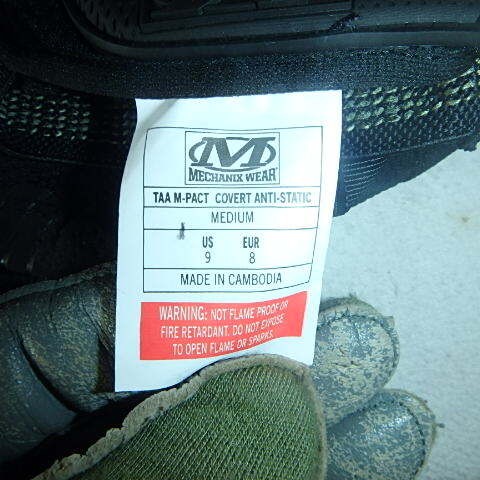 M
MECHANIX WEAR
TAA M-PACT COVERT ANTI-STATIC
MEDIUM
US EUR
9 8
MADE IN CAMBODIA
WARNING: NOT FLAME PROOF OR
FIRE RETARDANT. DO NOT EXPOSE
TO OPEN FLAME OR SPARKS.